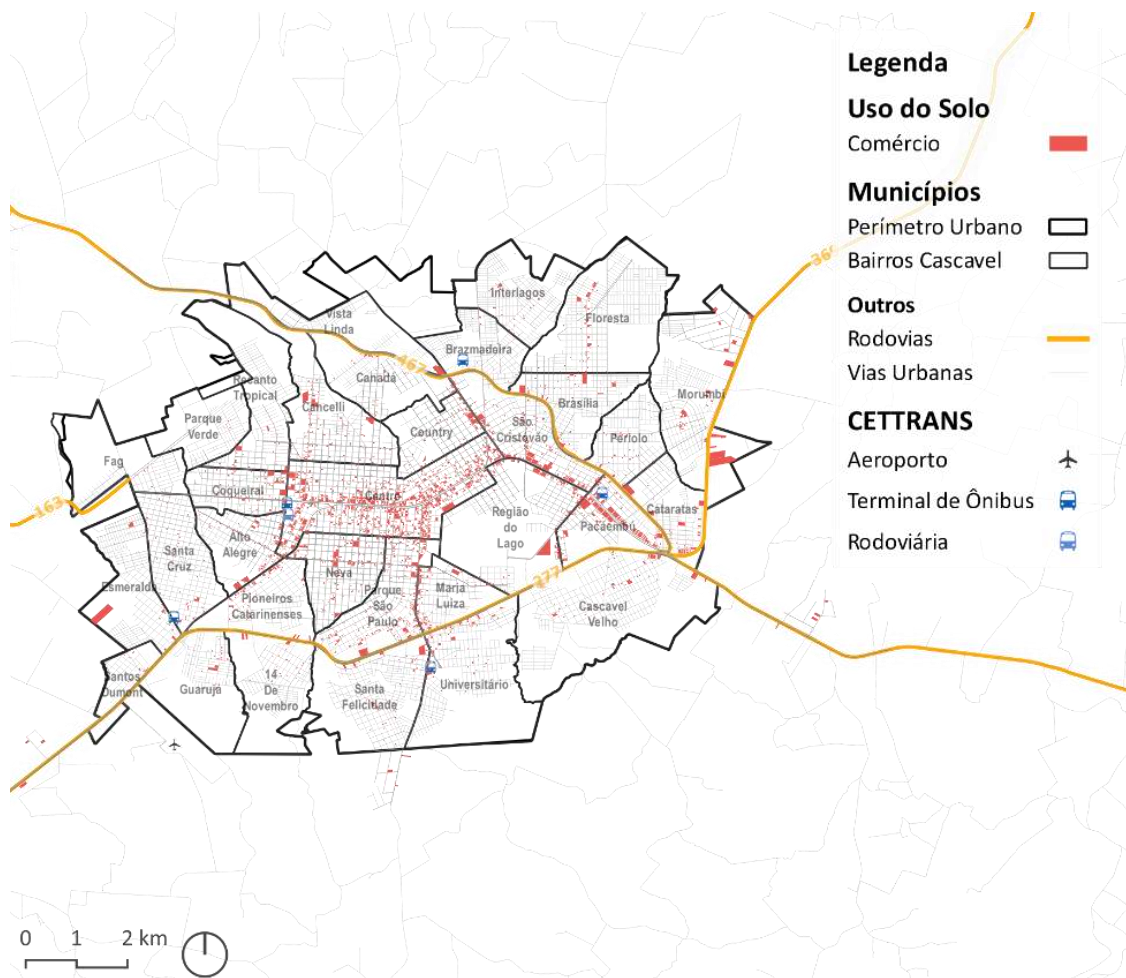 Legenda
Uso do Solo
Comércio
Municípios
Perímetro Urbano
Bairros Cascavel
Outros
Rodovias
Vias Urbanas
CETTRANS
Aeroporto
Terminal de Ônibus
Rodoviária
369
Interlagos
Floresta
Vista
Linda
Brazmadeira
467
Canadá
Recanto
Tropical
Cancelli
Brasília
Morumbi
Parque
Verde
Country
São
Cristóvão
Periolo
Fag
Coqueiral
Centro
163
Região
do
Lago
Cataratas
Pacaembú
Alto
Alegre
Santa
Cruz
Neva
277
Esmeralda
Maria
Luiza
Parque
São
Paulo
Pioneiros
Catarinenses
Cascavel
Velho
Santos
Dumont
Guarujá
14
De
Novembro
Santa
Felicidade
Universitário
0 1 2 km